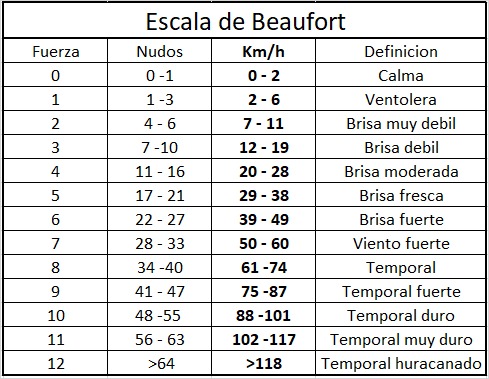 Escala de Beaufort
Fuerza Nudos Km/h Definicion
0 0 -1 0 - 2 Calma
1 1 -3 2 - 6 Ventolera
2 4 - 6 7 - 11 Brisa muy debil
3 7 -10 12 - 19 Brisa debil
4 11 - 16 20 - 28 Brisa moderada
5 17 - 21 29 - 38 Brisa fresca
6 22 - 27 39 - 49 Brisa fuerte
7 28 - 33 50 - 60 Viento fuerte
8 34 -40 61 -74 Temporal
9 41 - 47 75 -87 Temporal fuerte
10 48 -55 88 -101 Temporal duro
11 56 - 63 102 -117 Temporal muy duro
12 >64 >118 Temporal huracanado